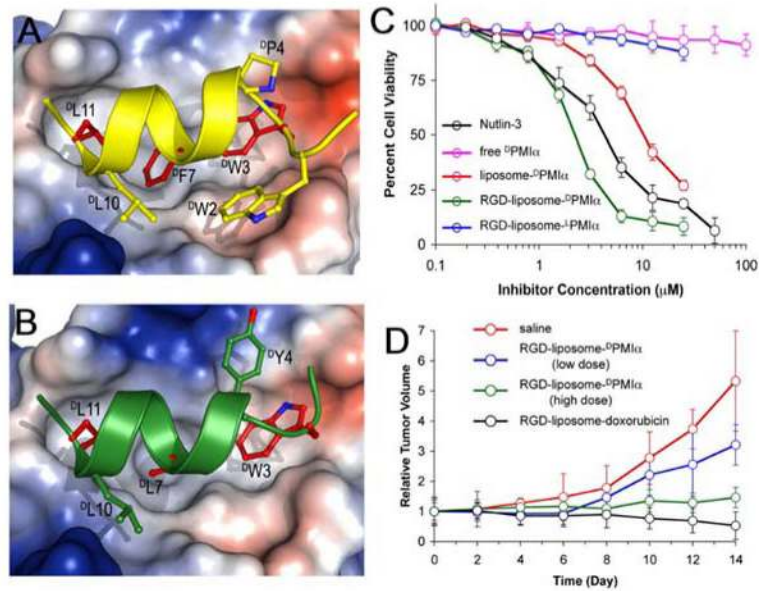 A
ᴰP4
ᴰL11
ᴰW3
ᴰF7
ᴰL10
ᴰW2
B
ᴰY4
ᴰL11
ᴰW3
ᴰL7
ᴰL10
C
Percent Cell Viability
100
75
50
25
0
Nutlin-3
free ᴰPMIα
liposome-ᴰPMIα
RGD-liposome-ᴰPMIα
RGD-liposome-ᴸPMIα
0.1 1 10 100
Inhibitor Concentration (μM)
D
Relative Tumor Volume
7
6
5
4
3
2
1
0
saline
RGD-liposome-ᴰPMIα
(low dose)
RGD-liposome-ᴰPMIα
(high dose)
RGD-liposome-doxorubicin
0 2 4 6 8 10 12 14
Time (Day)